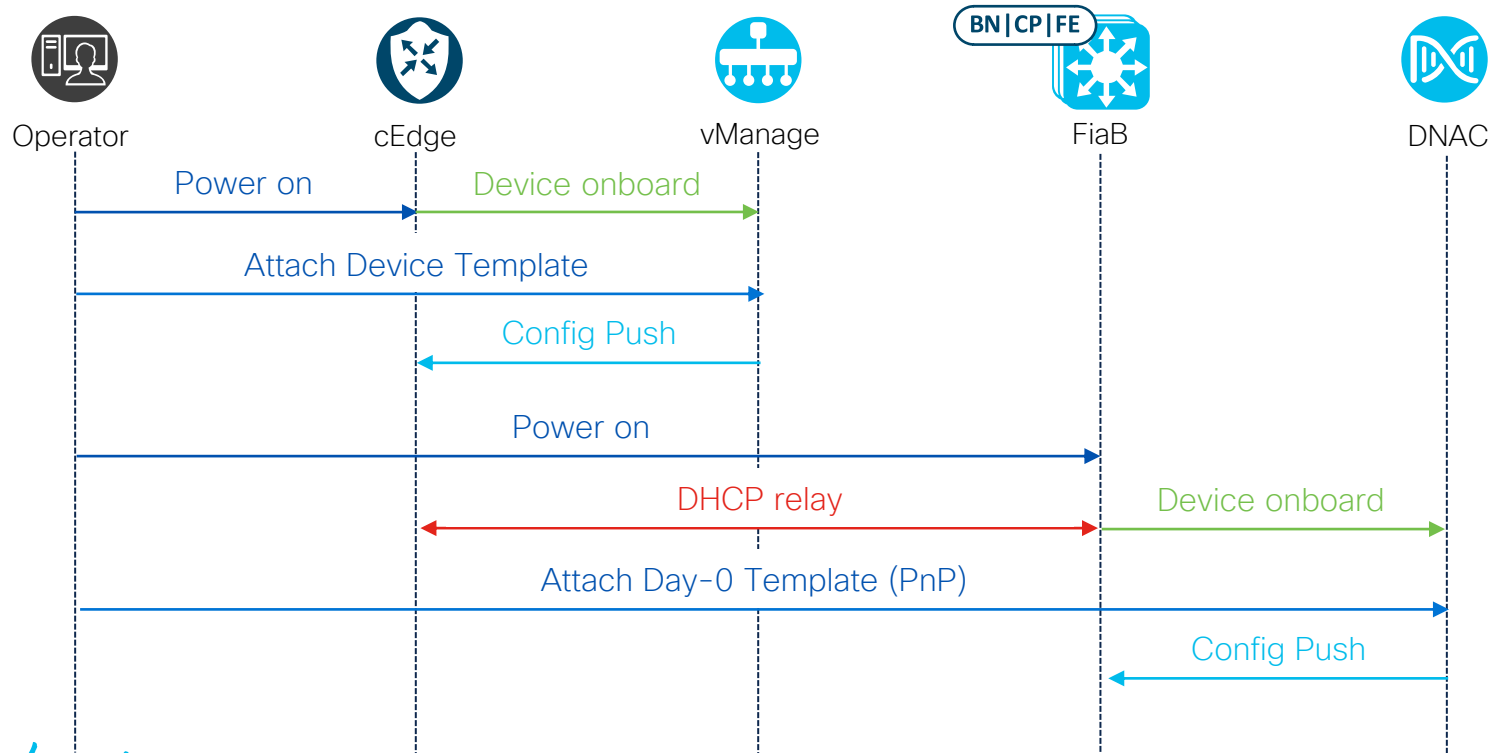 BN|CP|FE
Operator
cEdge
vManage
FiaB
DNAC
Power on
Device onboard
Attach Device Template
Config Push
Power on
DHCP relay
Device onboard
Attach Day-0 Template (PnP)
Config Push